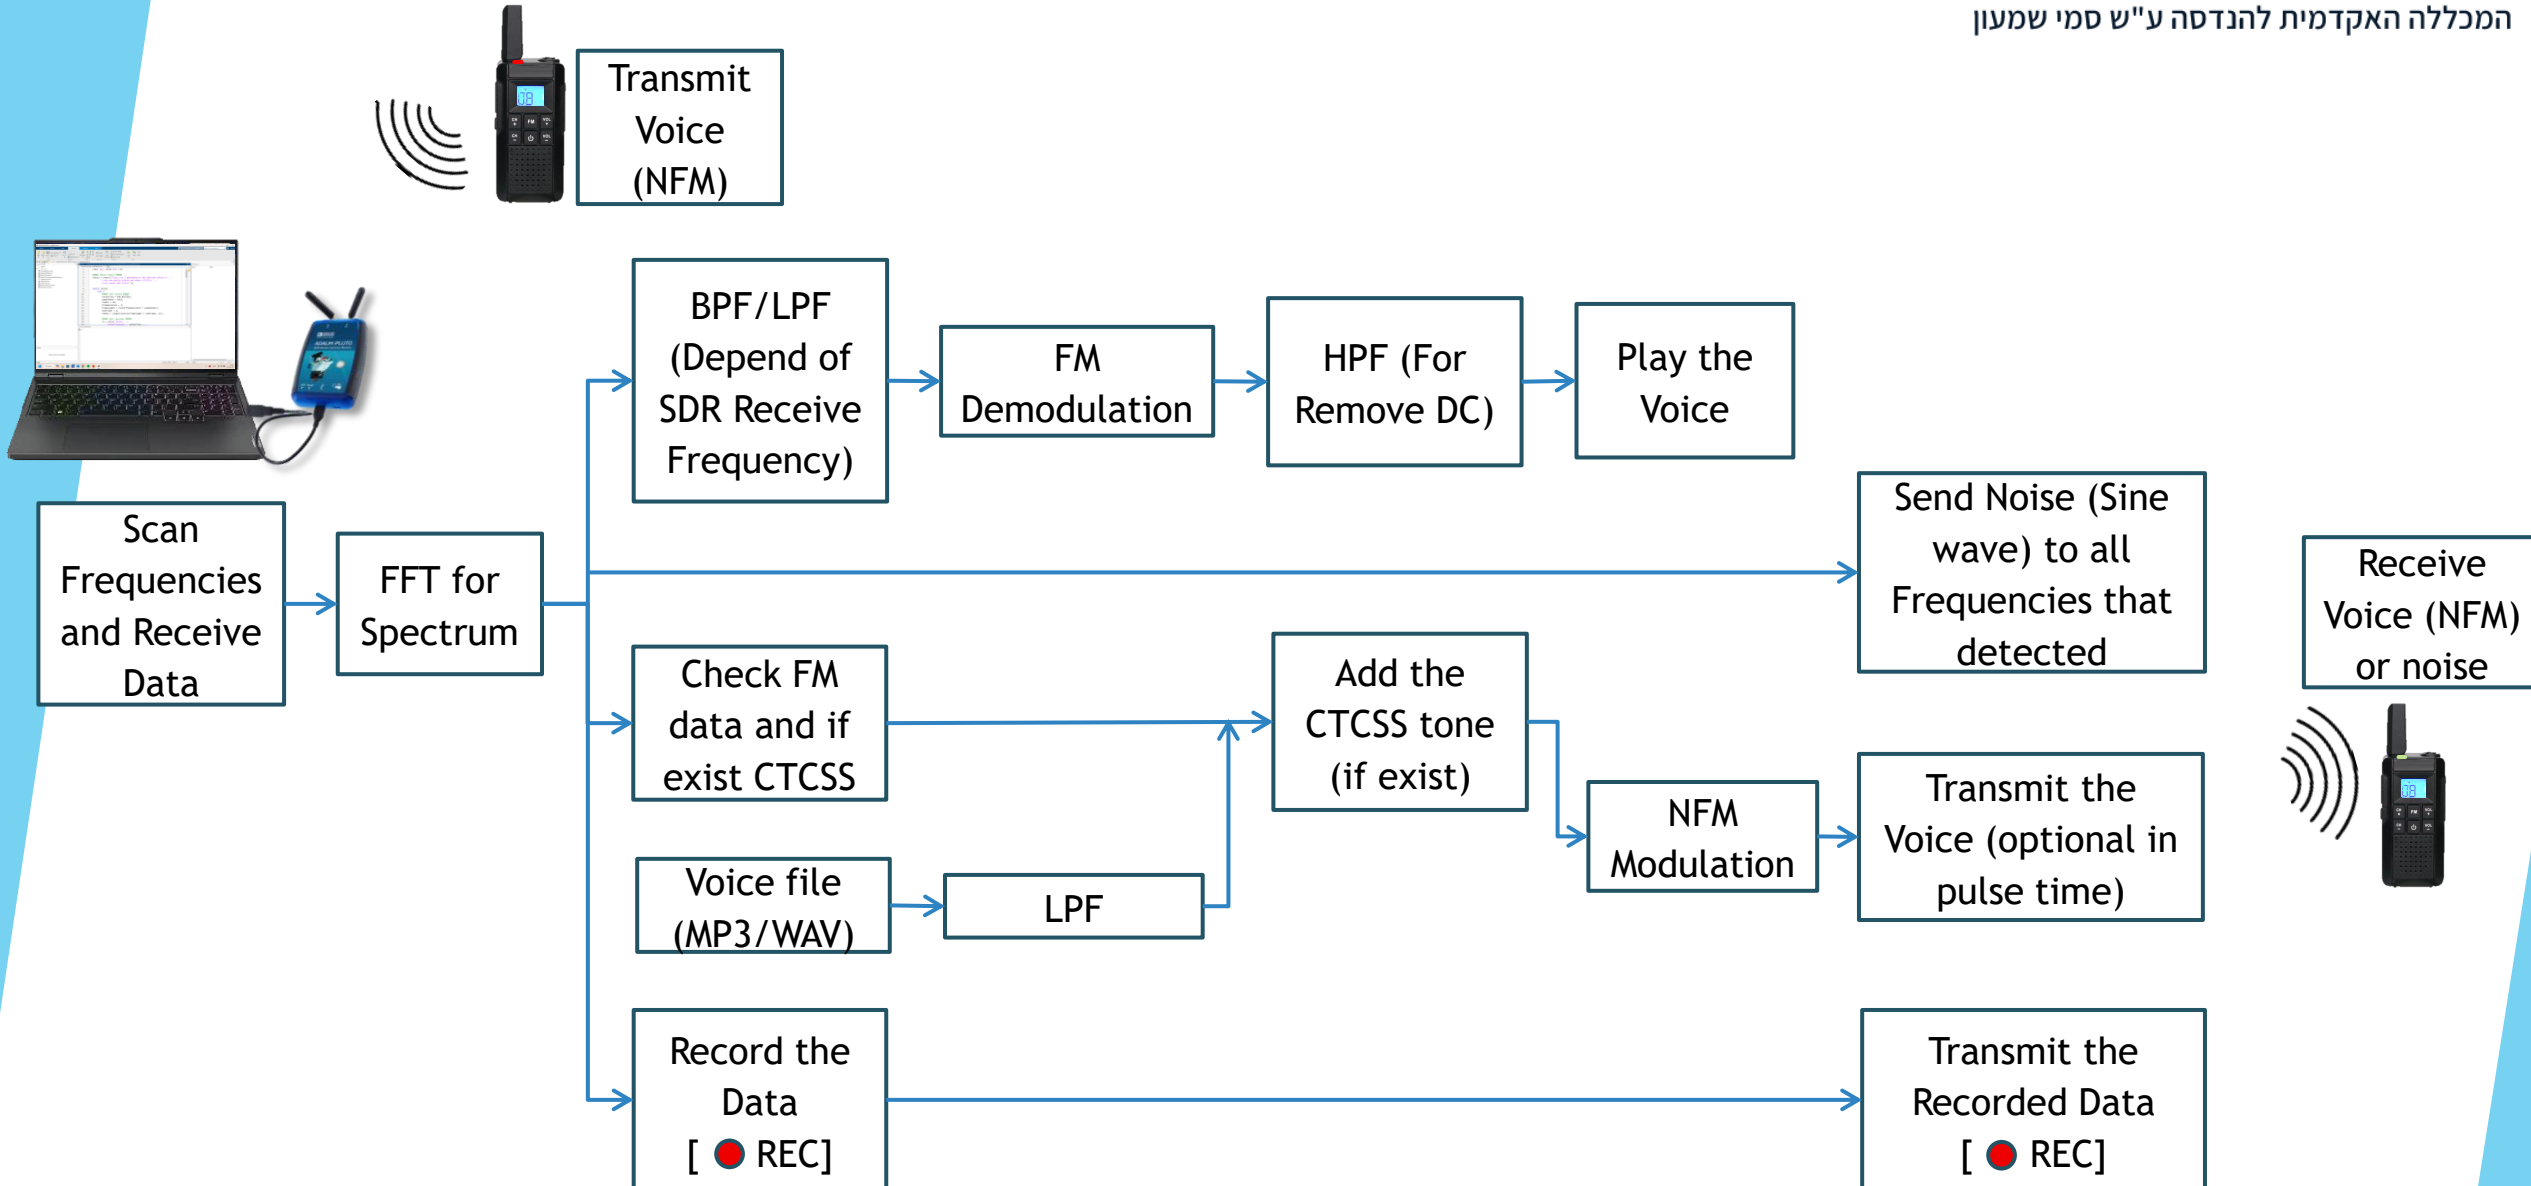 המכללה האקדמית להנדסה ע"ש סמי שמעון
Transmit
Voice
(NFM)
BPF/LPF
(Depend of
SDR Receive
Frequency)
FM
Demodulation
HPF (For
Remove DC)
Play the
Voice
Scan
Frequencies
and Receive
Data
FFT for
Spectrum
Send Noise (Sine
wave) to all
Frequencies that
detected
Receive
Voice (NFM)
or noise
Check FM
data and if
exist CTCSS
Add the
CTCSS tone
(if exist)
NFM
Modulation
Transmit the
Voice (optional in
pulse time)
Voice file
(MP3/WAV)
LPF
Record the
Data
[ REC]
Transmit the
Recorded Data
[ REC]